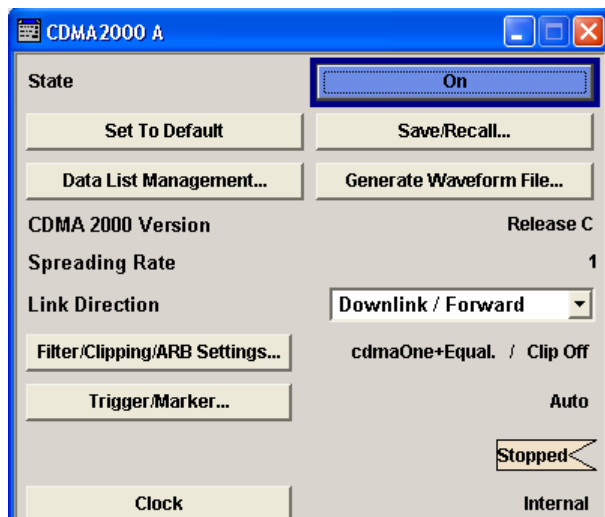 CDMA2000 A
State On
Set To Default Save/Recall...
Data List Management... Generate Waveform File...
CDMA 2000 Version Release C
Spreading Rate 1
Link Direction Downlink / Forward
Filter/Clipping/ARB Settings... cdmaOne+Equal. / Clip Off
Trigger/Marker... Auto
Stopped
Clock Internal